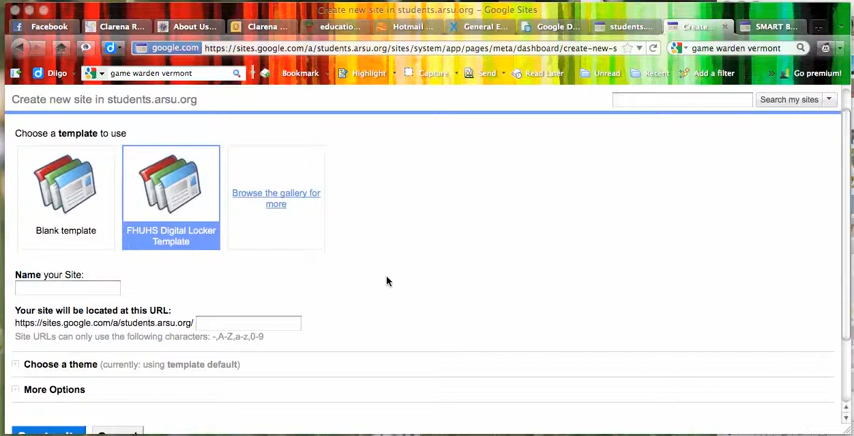 Create new site in students.arsu.org - Google Sites
Facebook
Clarena R...
About Us...
Clarena ...
educatio...
Hotmail ...
General E...
Google D...
students....
Create...
SMART B...
google.com
https://sites.google.com/a/students.arsu.org/sites/system/app/pages/meta/dashboard/create-new-s
game warden vermont
Diigo
game warden vermont
Bookmark
Highlight
Capture
Send
Read Later
Unread
Recent
Add a filter
»
Go premium!
Create new site in students.arsu.org
Search my sites
Choose a template to use
Blank template
FHUHS Digital Locker
Template
Browse the gallery for
more
Name your Site:
Your site will be located at this URL:
https://sites.google.com/a/students.arsu.org/
Site URLs can only use the following characters: -,A-Z,a-z,0-9
Choose a theme (currently: using template default)
More Options